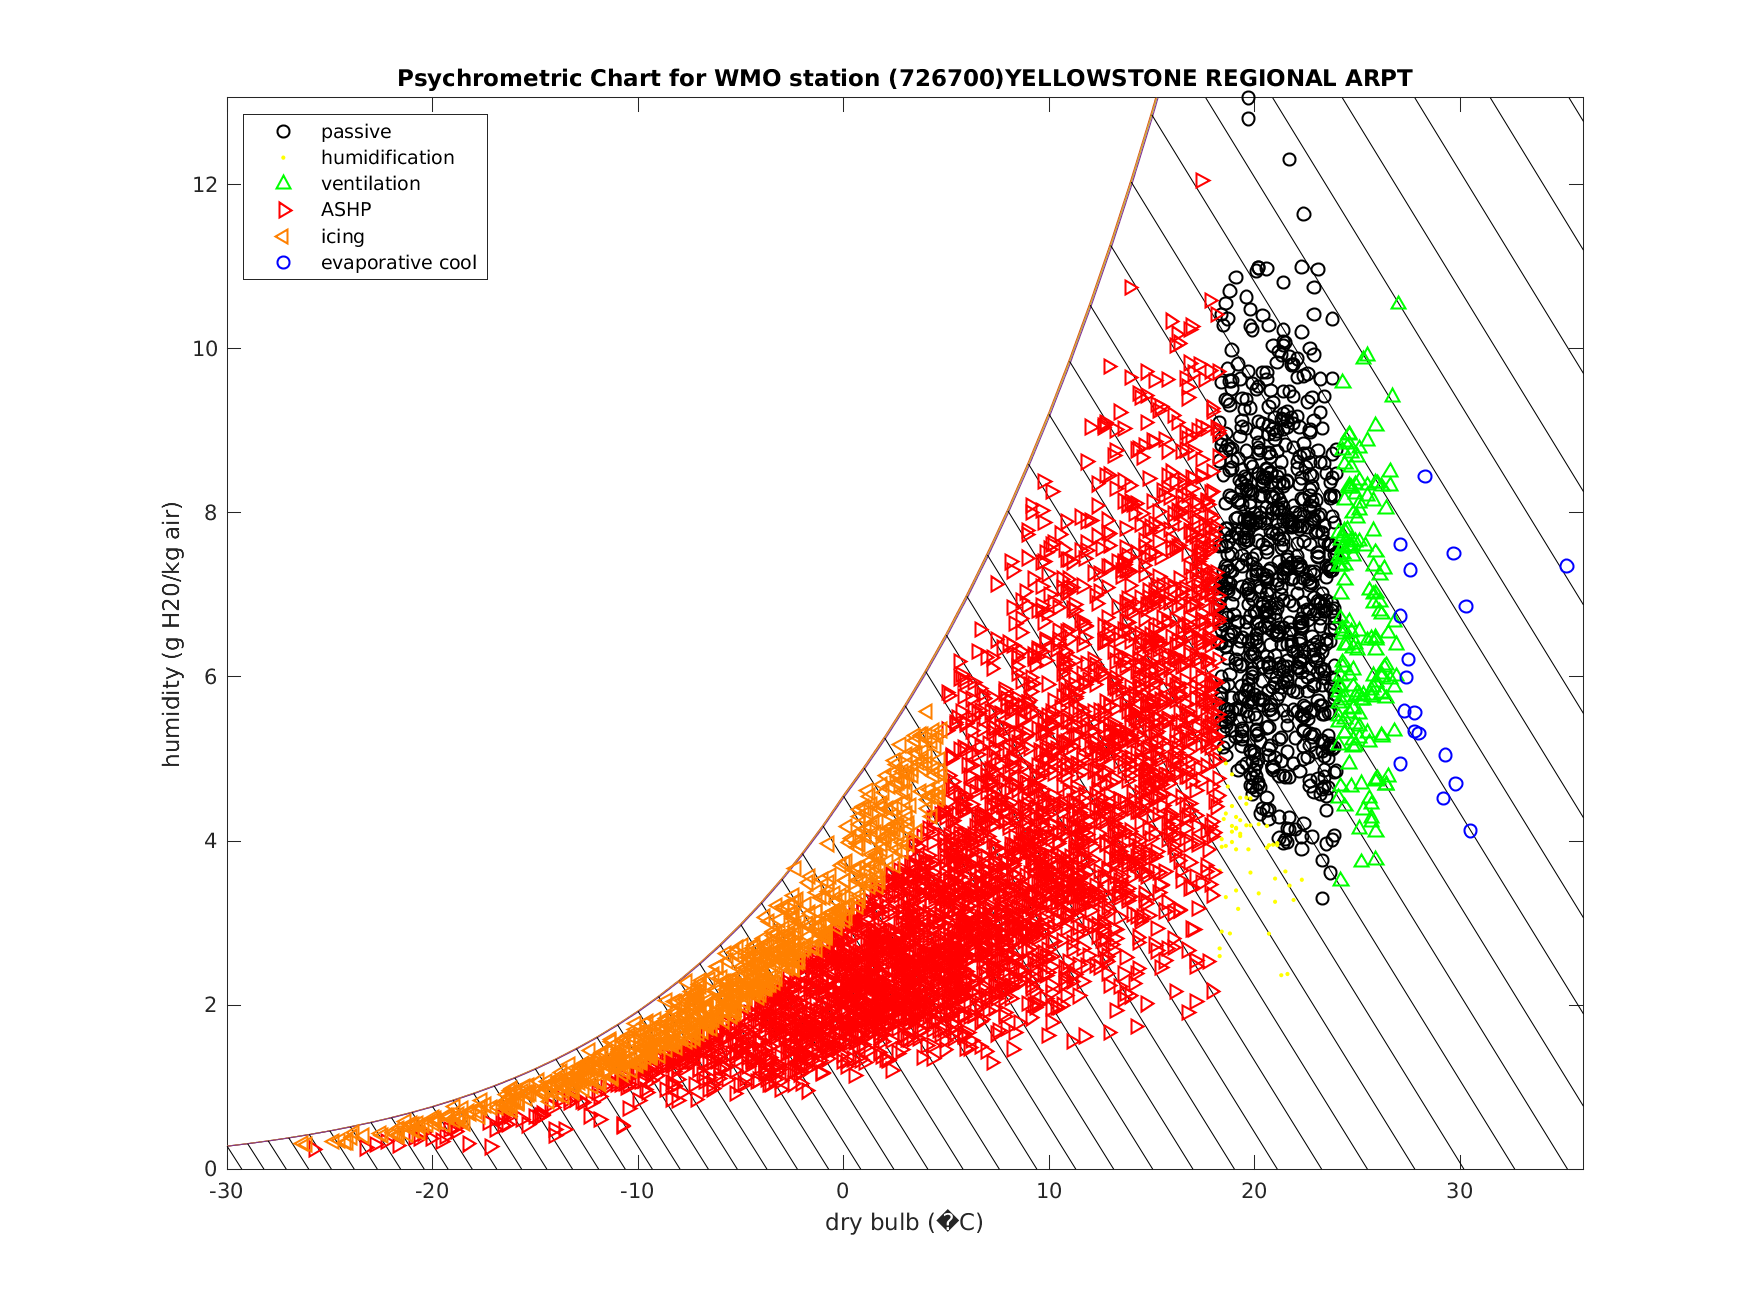 Psychrometric Chart for WMO station (726700)YELLOWSTONE REGIONAL ARPT
passive
humidification
ventilation
ASHP
icing
evaporative cool
humidity (g H20/kg air)
12
10
8
6
4
2
0
-30 -20 -10 0 10 20 30
dry bulb (�C)